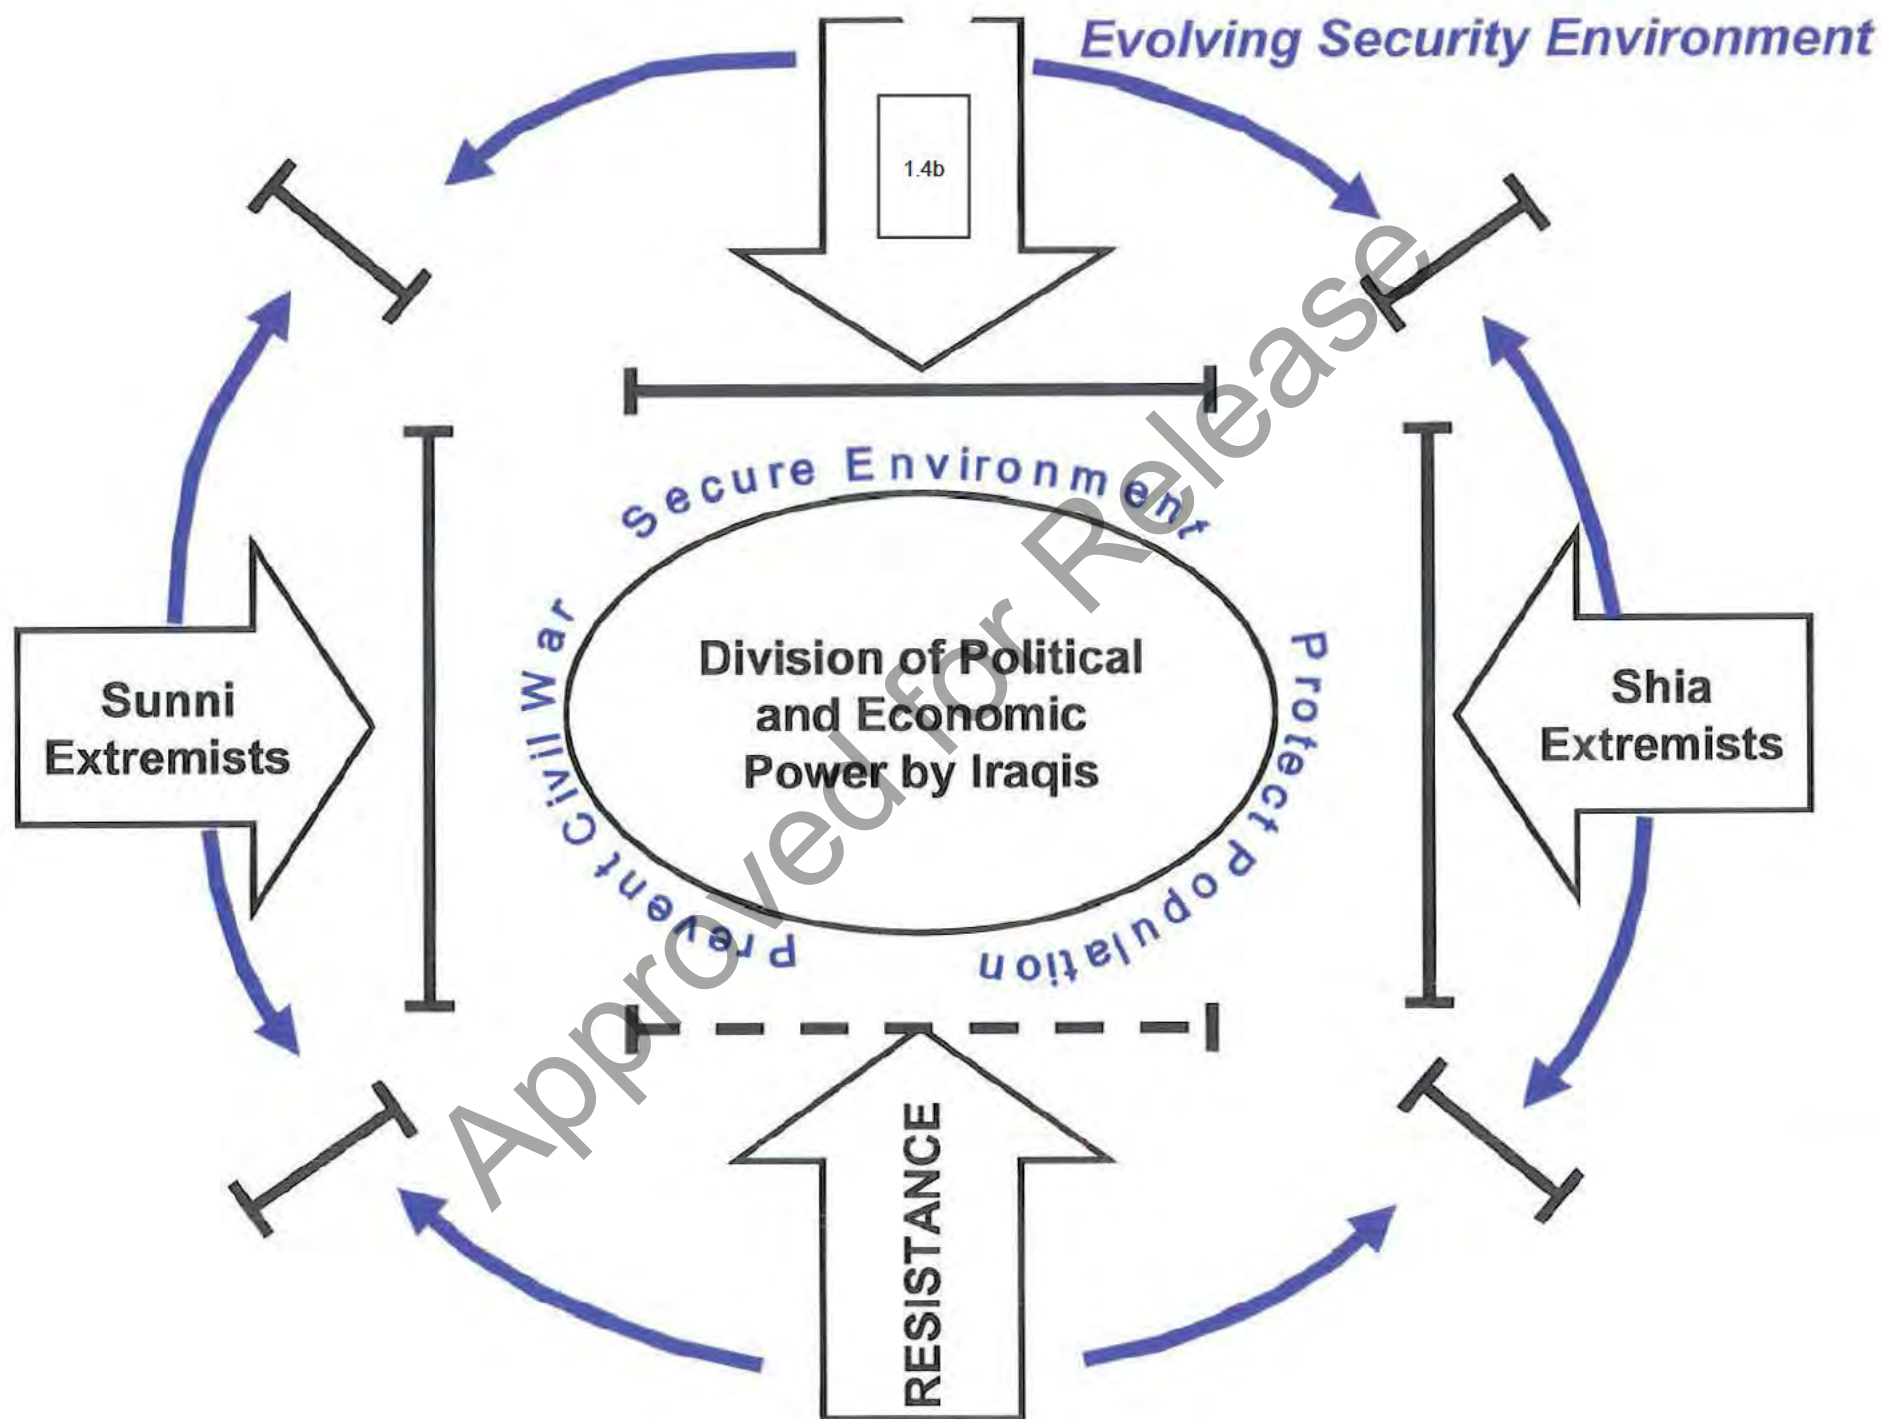 Evolving Security Environment
1.4b
Secure Environment
Protect Population
Prevent Civil War
Division of Political
and Economic
Power by Iraqis
Sunni
Extremists
Shia
Extremists
RESISTANCE
Approved for Release